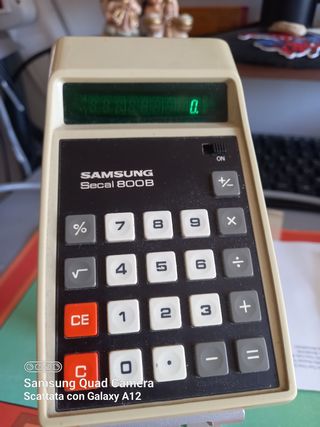 0.
SAMSUNG
Secal 800B
ON
+/−
% 7 8 9 ×
√ 4 5 6 ÷
CE 1 2 3 +
C 0 • − =
Samsung Quad Camera
Scattata con Galaxy A12